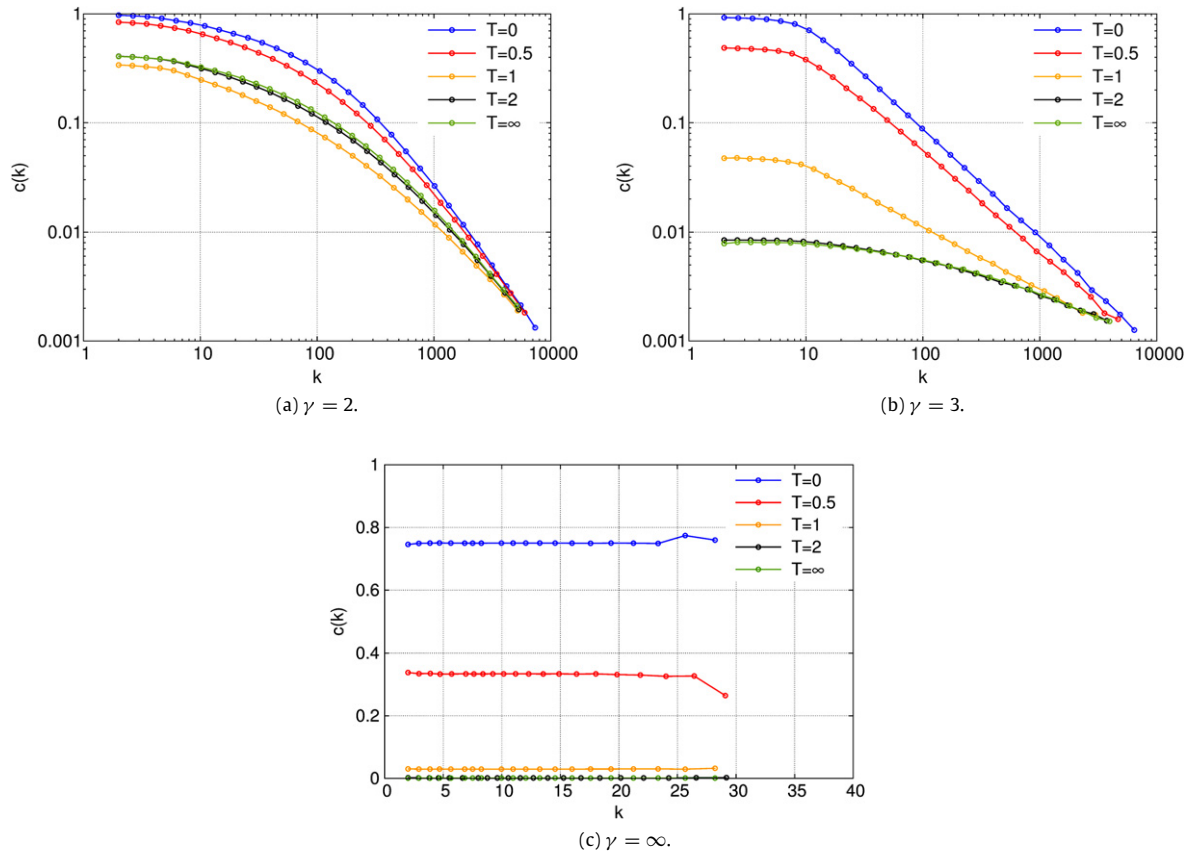 1
0.1
0.01
0.001
c(k)
1
10
100
1000
10000
k
T=0
T=0.5
T=1
T=2
T=∞
(a) γ = 2.
1
0.1
0.01
0.001
c(k)
1
10
100
1000
10000
k
T=0
T=0.5
T=1
T=2
T=∞
(b) γ = 3.
1
0.8
0.6
0.4
0.2
0
c(k)
0
5
10
15
20
25
30
35
40
k
T=0
T=0.5
T=1
T=2
T=∞
(c) γ = ∞.